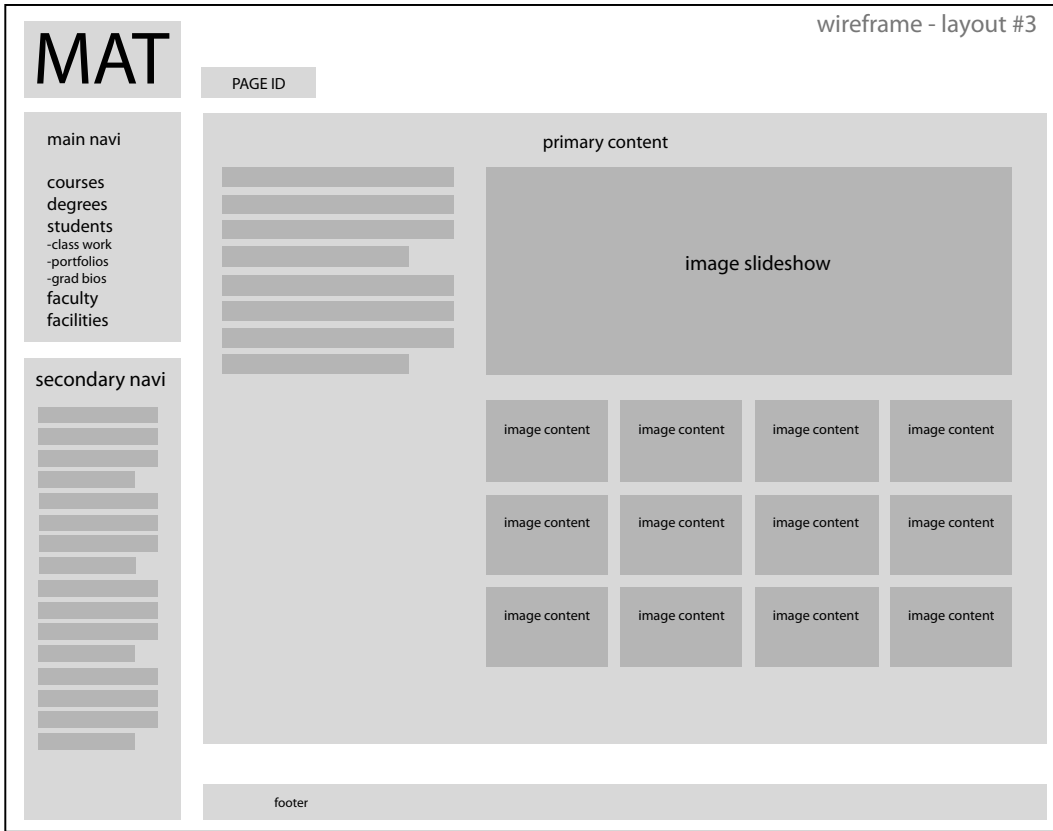 wireframe - layout #3
MAT
PAGE ID
main navi
courses
degrees
students
-class work
-portfolios
-grad bios
faculty
facilities
secondary navi
primary content
image slideshow
image content image content image content image content
image content image content image content image content
image content image content image content image content
footer